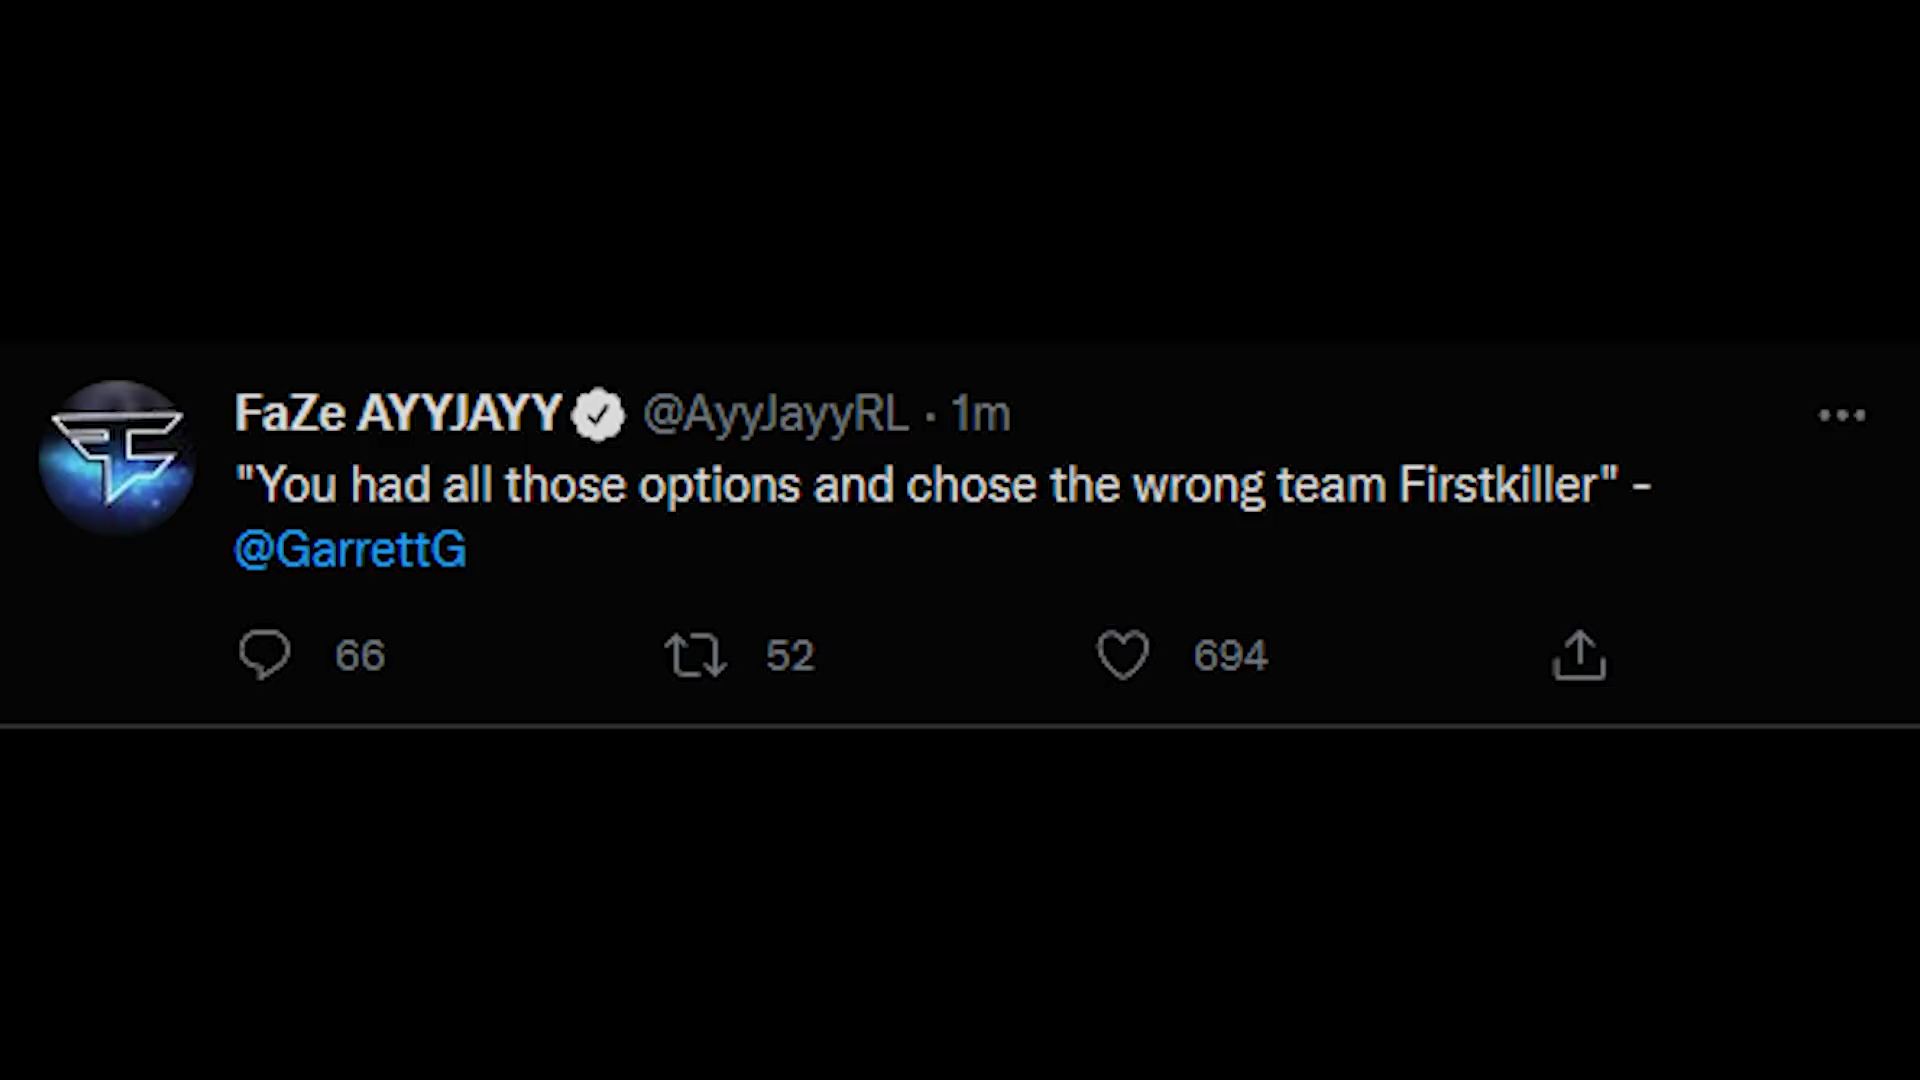 FaZe AYYJAYY @AyyJayyRL · 1m
"You had all those options and chose the wrong team Firstkiller" -
@GarrettG
66 52 694